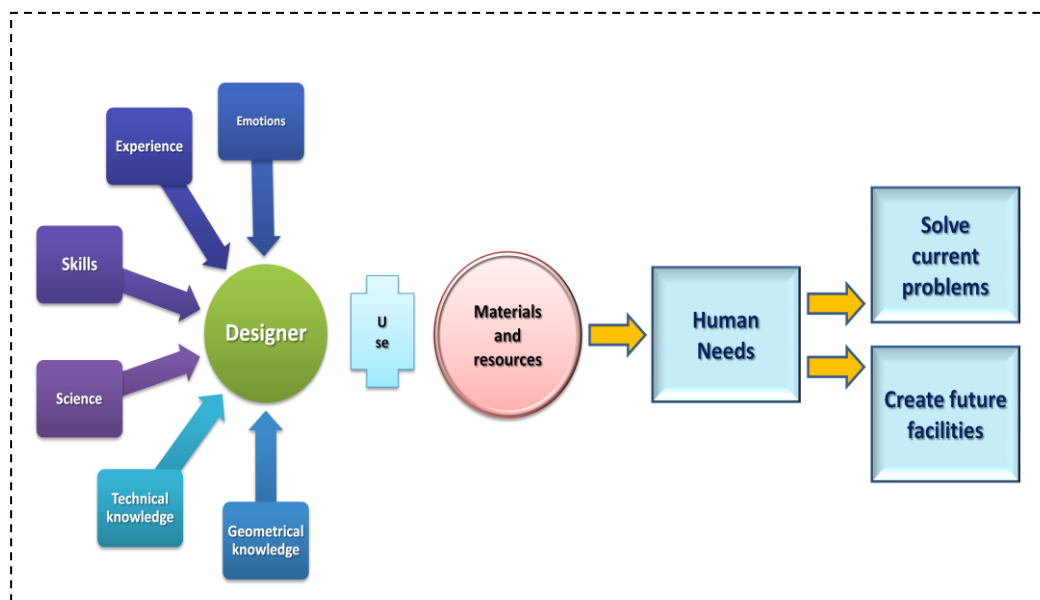 Emotions
Experience
Skills
Science
Technical
knowledge
Geometrical
knowledge
Designer
U
se
Materials
and
resources
Human
Needs
Solve
current
problems
Create future
facilities